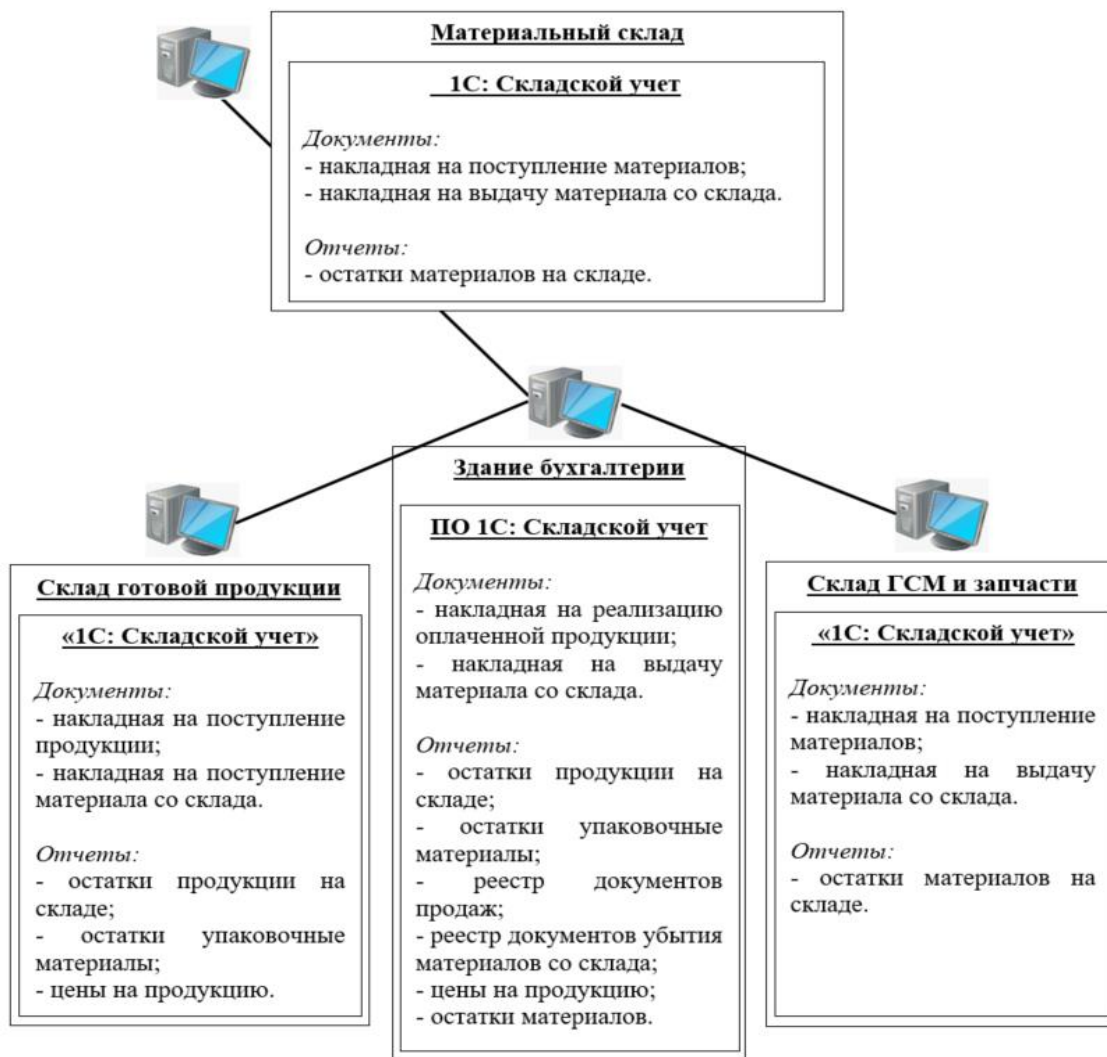 Материальный склад
1С: Складской учет
Документы:
- накладная на поступление материалов;
- накладная на выдачу материала со склада.
Отчеты:
- остатки материалов на складе.
Склад готовой продукции
«1С: Складской учет»
Документы:
- накладная на поступление
продукции;
- накладная на поступление
материала со склада.
Отчеты:
- остатки продукции на
складе;
- остатки упаковочные
материалы;
- цены на продукцию.
Здание бухгалтерии
ПО 1С: Складской учет
Документы:
- накладная на реализацию
оплаченной продукции;
- накладная на выдачу
материала со склада.
Отчеты:
- остатки продукции на
складе;
- остатки упаковочные
материалы;
- реестр документов
продаж;
- реестр документов убытия
материалов со склада;
- цены на продукцию;
- остатки материалов.
Склад ГСМ и запчасти
«1С: Складской учет»
Документы:
- накладная на поступление
материалов;
- накладная на выдачу
материала со склада.
Отчеты:
- остатки материалов на
складе.